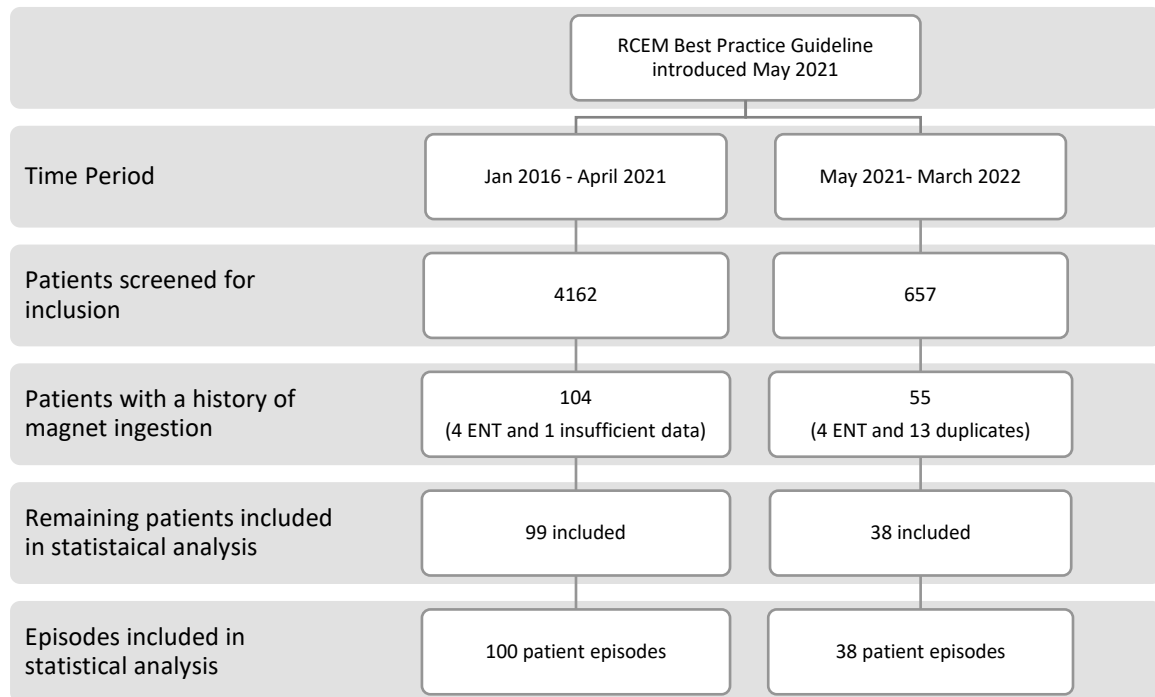 RCEM Best Practice Guideline
introduced May 2021
Time Period
Jan 2016 - April 2021
May 2021- March 2022
Patients screened for
inclusion
4162
657
Patients with a history of
magnet ingestion
104
(4 ENT and 1 insufficient data)
55
(4 ENT and 13 duplicates)
Remaining patients included
in statistaical analysis
99 included
38 included
Episodes included in
statistical analysis
100 patient episodes
38 patient episodes